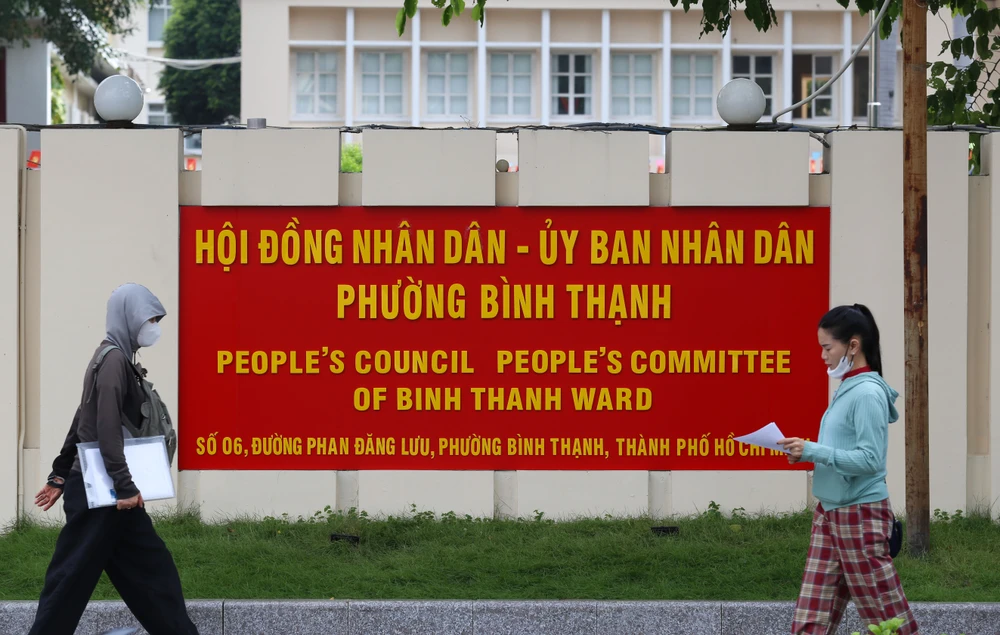 HỘI ĐỒNG NHÂN DÂN - ỦY BAN NHÂN DÂN
PHƯỜNG BÌNH THẠNH
PEOPLE'S COUNCIL PEOPLE'S COMMITTEE
OF BINH THANH WARD
SỐ 06, ĐƯỜNG PHAN ĐĂNG LƯU, PHƯỜNG BÌNH THẠNH, THÀNH PHỐ HỒ CHÍ